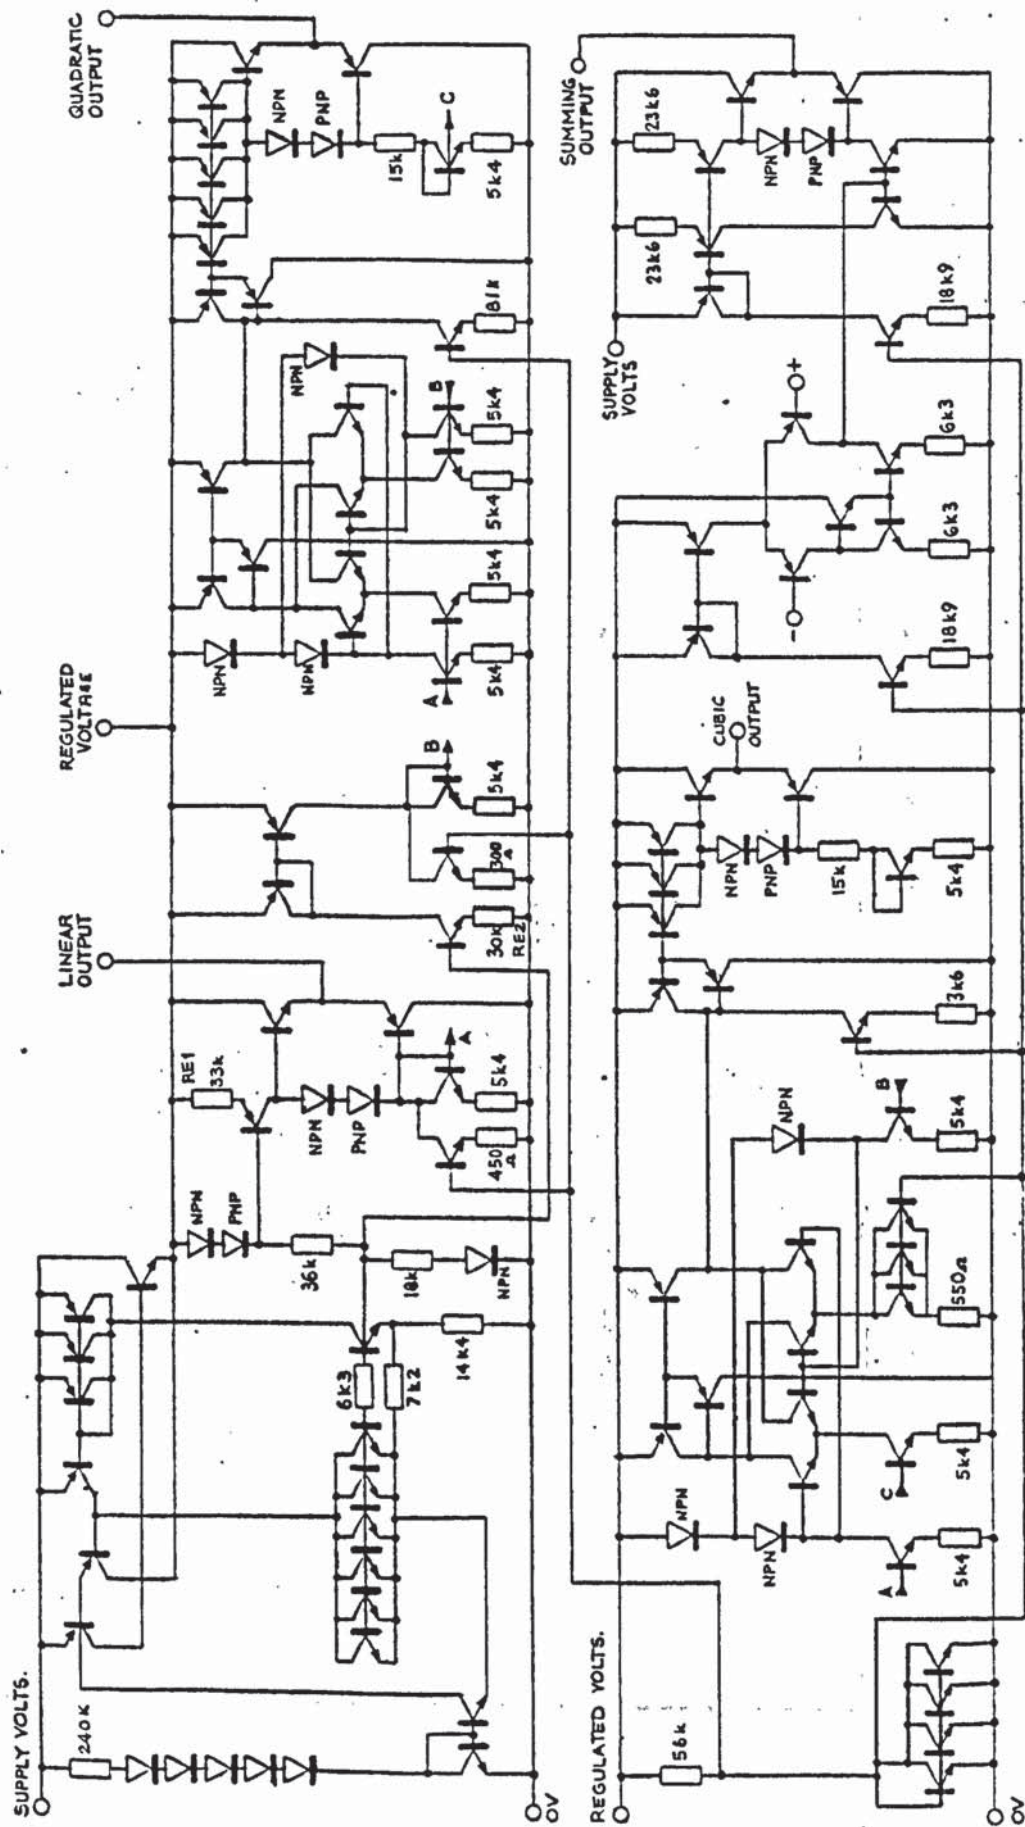 SUPPLY VOLTS.
240K
0V
6k3
7k2
14k4
NPN
PNP
36k
18k
NPN
RE1
33k
NPN
PNP
450
Ω
5k4
A
LINEAR
OUTPUT
30K
RE2
300
Ω
5k4
B
REGULATED
VOLTAGE
NPN
NPN
A
5k4
5k4
5k4
5k4
B
NPN
81k
QUADRATIC
OUTPUT
NPN
PNP
15k
C
5k4
REGULATED VOLTS.
56k
0V
NPN
NPN
A
5k4
C
5k4
550Ω
NPN
B
5k4
3k6
NPN
PNP
15k
5k4
CUBIC
OUTPUT
18k9
-
+
6k3
6k3
SUPPLY
VOLTS
18k9
23k6
23k6
NPN
PNP
SUMMING
OUTPUT